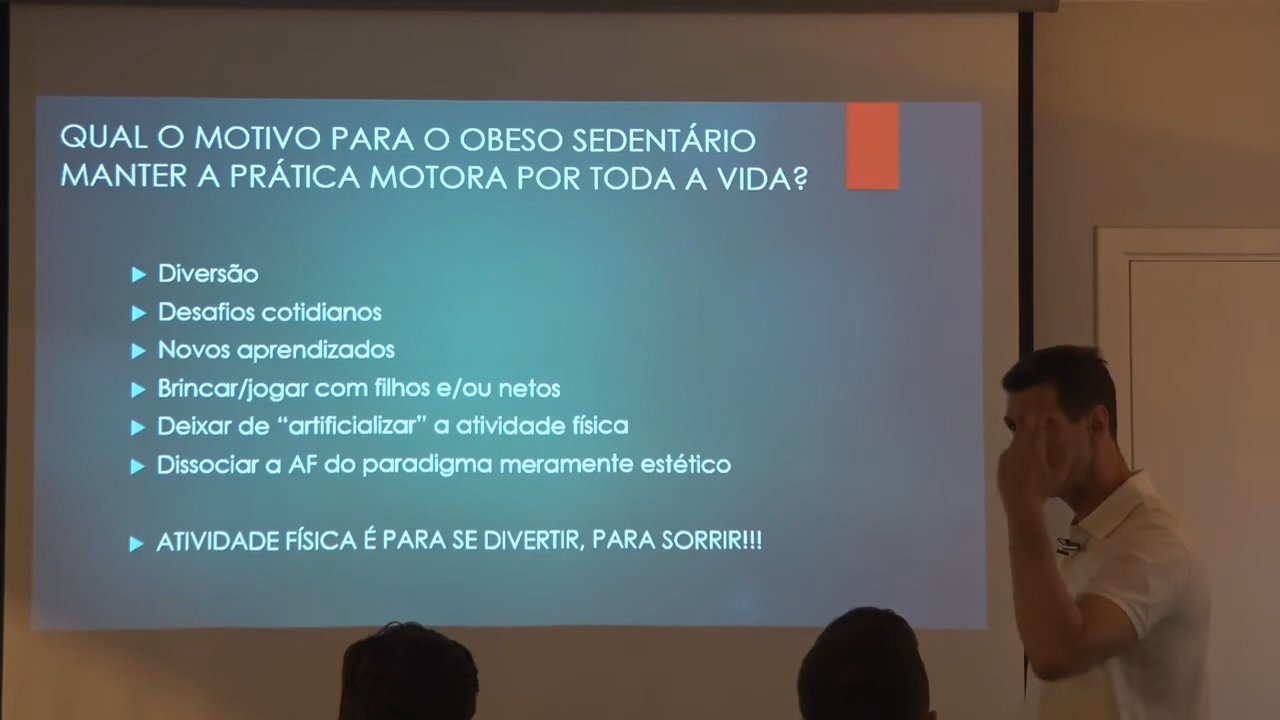 QUAL O MOTIVO PARA O OBESO SEDENTÁRIO
MANTER A PRÁTICA MOTORA POR TODA A VIDA?
Diversão
Desafios cotidianos
Novos aprendizados
Brincar/jogar com filhos e/ou netos
Deixar de “artificializar” a atividade física
Dissociar a AF do paradigma meramente estético
ATIVIDADE FÍSICA É PARA SE DIVERTIR, PARA SORRIR!!!